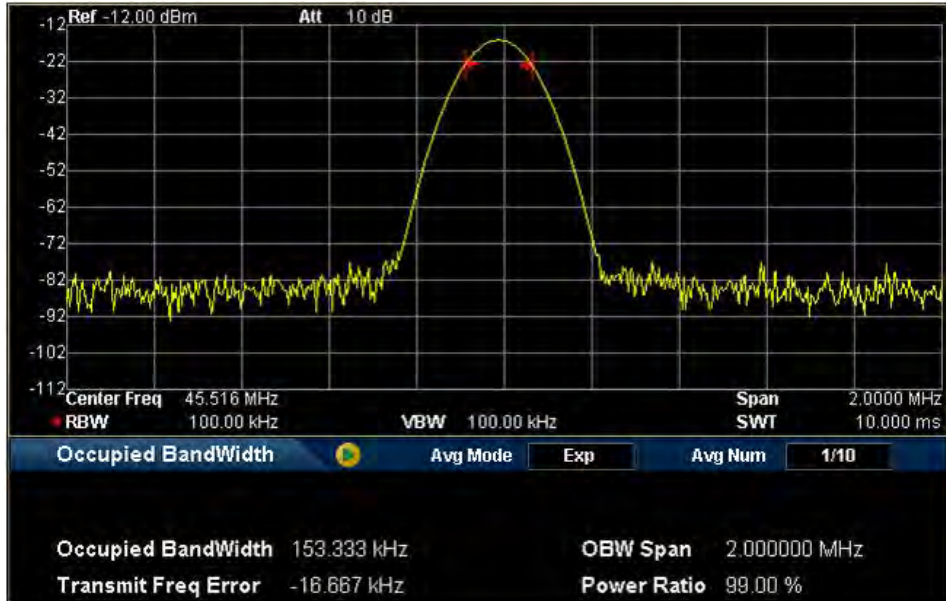 Ref -12.00 dBm Att 10 dB
-12
-22
-32
-42
-52
-62
-72
-82
-92
-102
-112
Center Freq 45.516 MHz Span 2.0000 MHz
RBW 100.00 kHz VBW 100.00 kHz SWT 10.000 ms
Occupied BandWidth Avg Mode Exp Avg Num 1/10
Occupied BandWidth 153.333 kHz OBW Span 2.000000 MHz
Transmit Freq Error -16.667 kHz Power Ratio 99.00 %